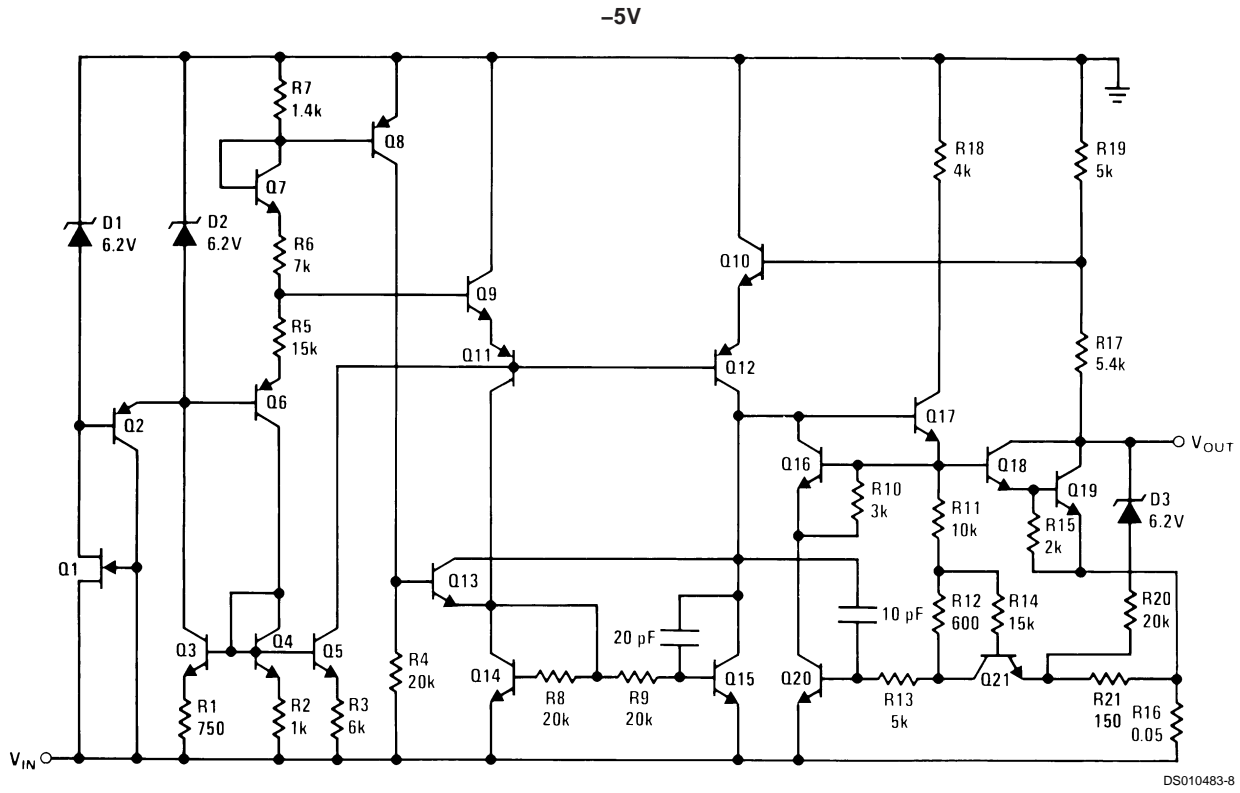 –5V
R7
1.4k
Q8
R18
4k
R19
5k
Q7
D1
6.2V
D2
6.2V
R6
7k
Q10
Q9
R5
15k
R17
5.4k
Q11
Q12
Q6
Q2
Q17
VOUT
Q16
Q18
R10
3k
R11
10k
Q19
D3
6.2V
R15
2k
Q1
Q13
10 pF
R12
600
R14
15k
R20
20k
20 pF
Q3
Q4
Q5
R4
20k
Q14
R8
20k
R9
20k
Q15
Q20
R13
5k
Q21
R21
150
R16
0.05
R1
750
R2
1k
R3
6k
VIN
DS010483-8